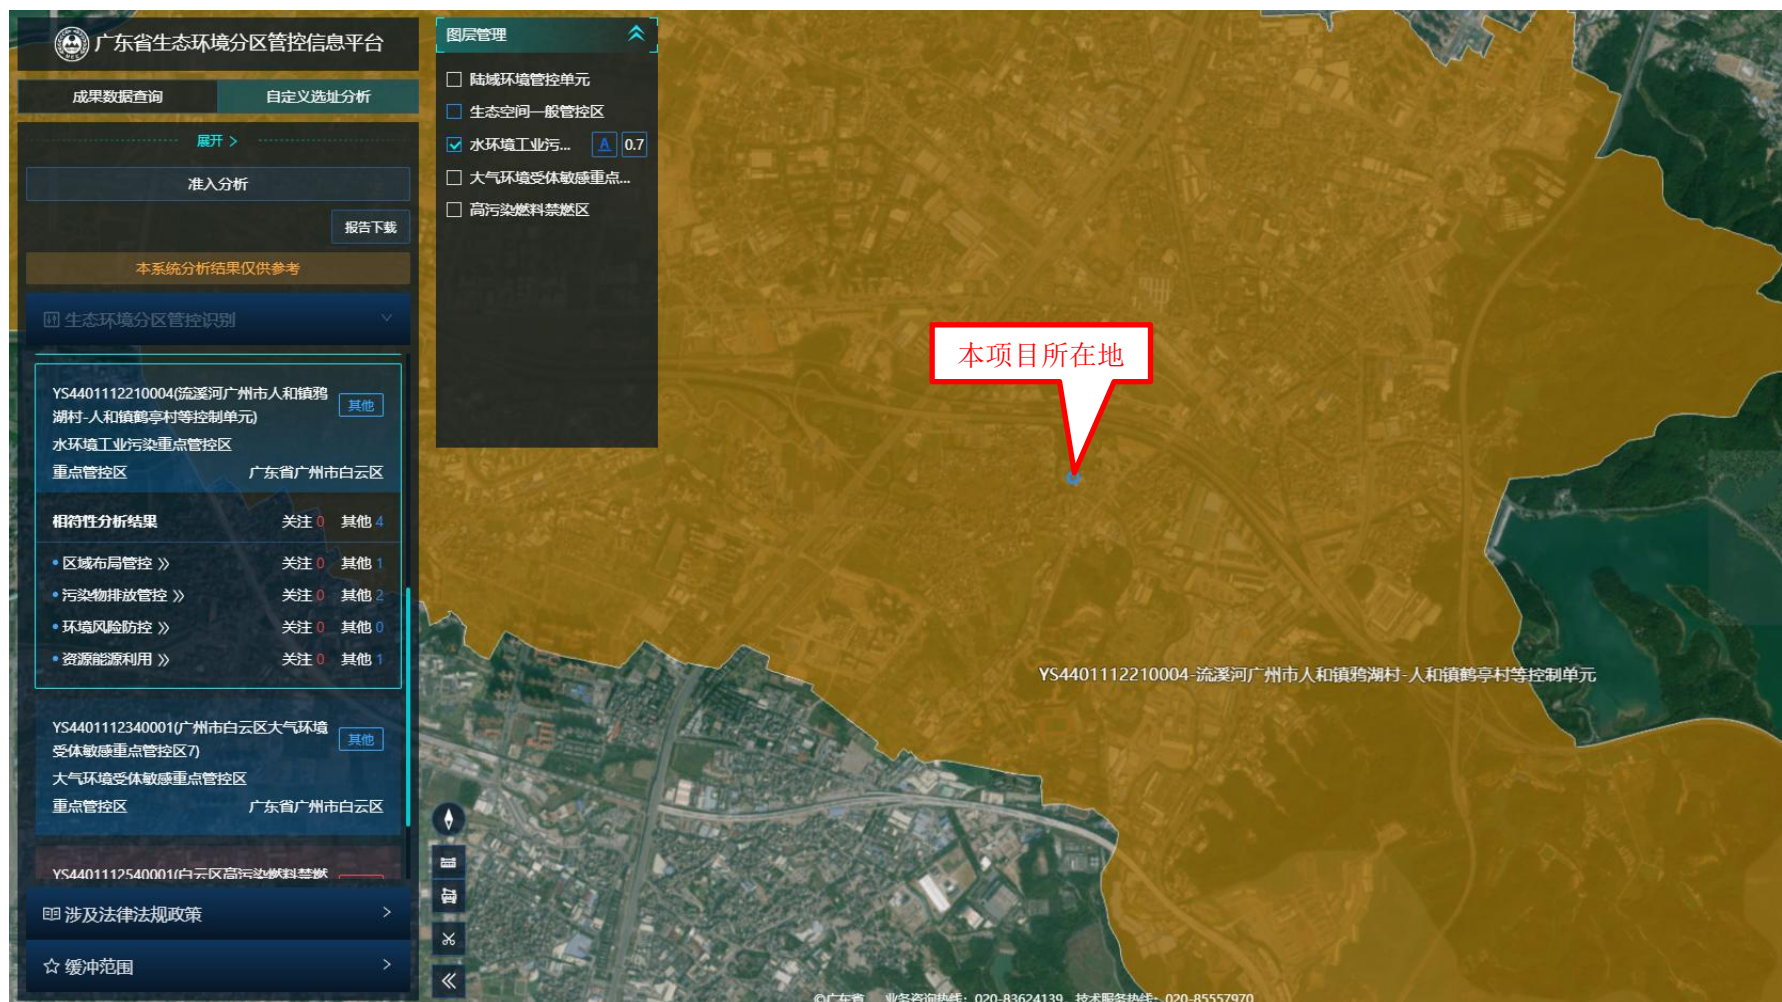 广东省生态环境分区管控信息平台
成果数据查询
自定义选址分析
展开 >
准入分析
报告下载
本系统分析结果仅供参考
生态环境分区管控识别
YS4401112210004(流溪河广州市人和镇鸦
湖村-人和镇鹤亭村等控制单元)
其他
水环境工业污染重点管控区
重点管控区 广东省广州市白云区
相符性分析结果 关注 0 其他 4
区域布局管控 关注 0 其他 1
污染物排放管控 关注 0 其他 2
环境风险防控 关注 0 其他 0
资源能源利用 关注 0 其他 1
YS4401112340001(广州市白云区大气环境
受体敏感重点管控区7)
其他
大气环境受体敏感重点管控区
重点管控区 广东省广州市白云区
YS4401112540001(白云区高污染燃料禁燃
涉及法律法规政策
缓冲范围
图层管理
陆域环境管控单元
生态空间一般管控区
水环境工业污... A 0.7
大气环境受体敏感重点...
高污染燃料禁燃区
本项目所在地
YS4401112210004-流溪河广州市人和镇鸦湖村-人和镇鹤亭村等控制单元
©广东省 业务咨询热线：020-83624139，技术服务热线：020-85557970